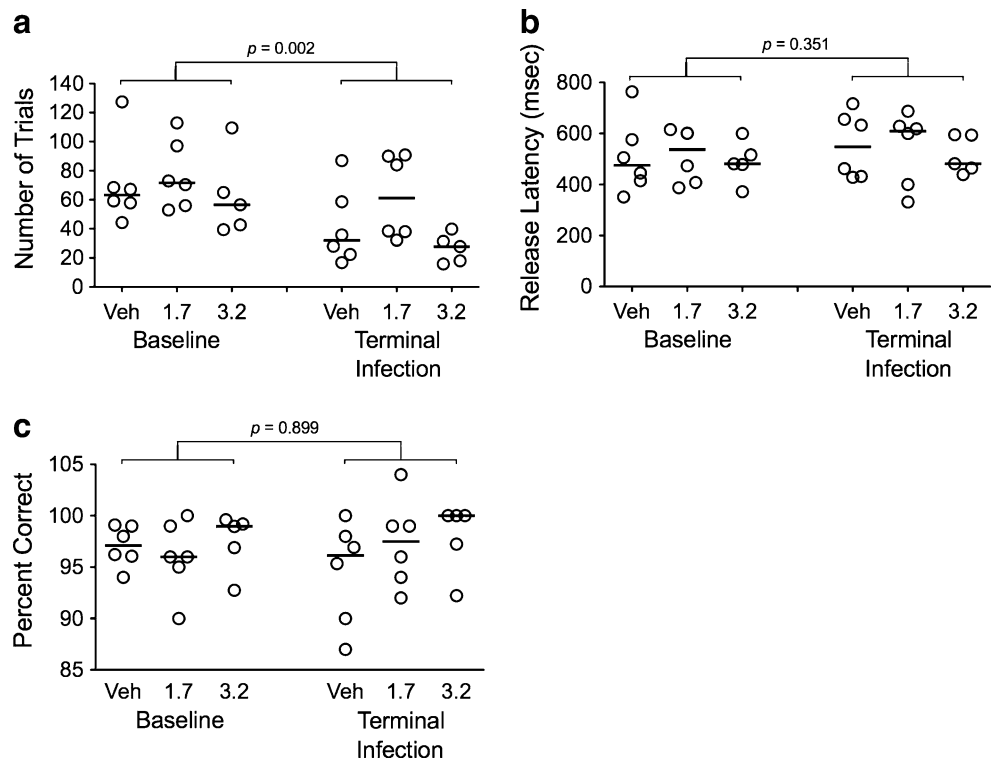 a
p = 0.002
Number of Trials
140
120
100
80
60
40
20
0
Veh 1.7 3.2 Veh 1.7 3.2
Baseline Terminal
Infection
b
p = 0.351
Release Latency (msec)
800
600
400
200
0
Veh 1.7 3.2 Veh 1.7 3.2
Baseline Terminal
Infection
c
p = 0.899
Percent Correct
105
100
95
90
85
Veh 1.7 3.2 Veh 1.7 3.2
Baseline Terminal
Infection